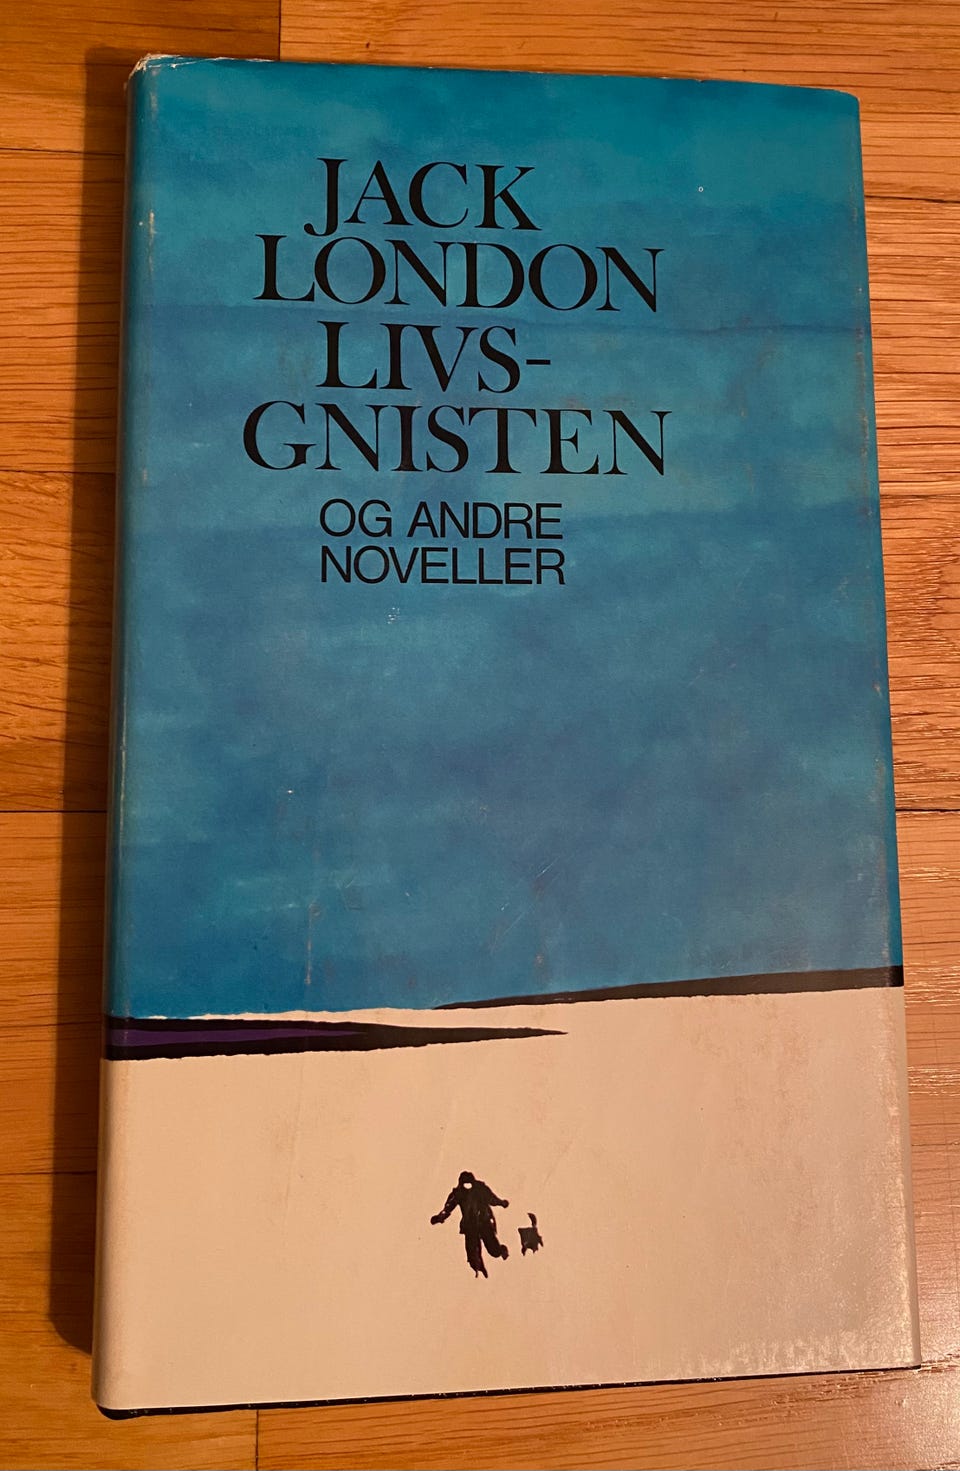 JACK
LONDON
LIVS-
GNISTEN
OG ANDRE
NOVELLER